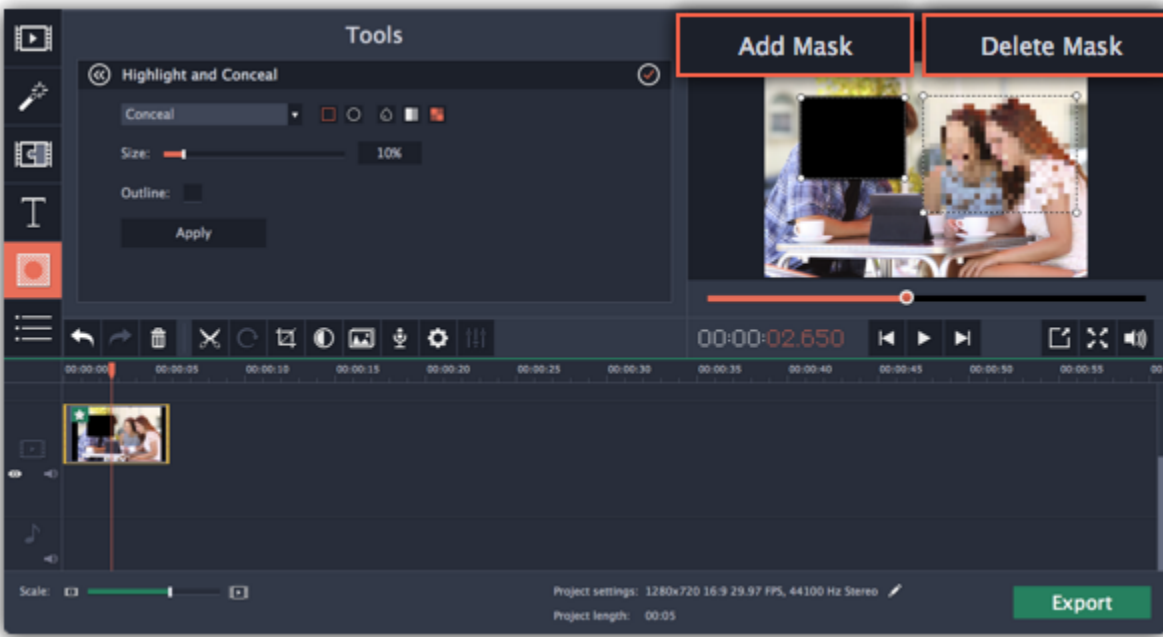 Tools
Add Mask
Delete Mask
Highlight and Conceal
Conceal
Size:
10%
Outline:
Apply
00:00:02.650
00:00:00
00:00:05
00:00:10
00:00:15
00:00:20
00:00:25
00:00:30
00:00:35
00:00:40
00:00:45
00:00:50
00:00:55
00
Scale:
Project settings: 1280x720 16:9 29.97 FPS, 44100 Hz Stereo
Project length: 00:05
Export